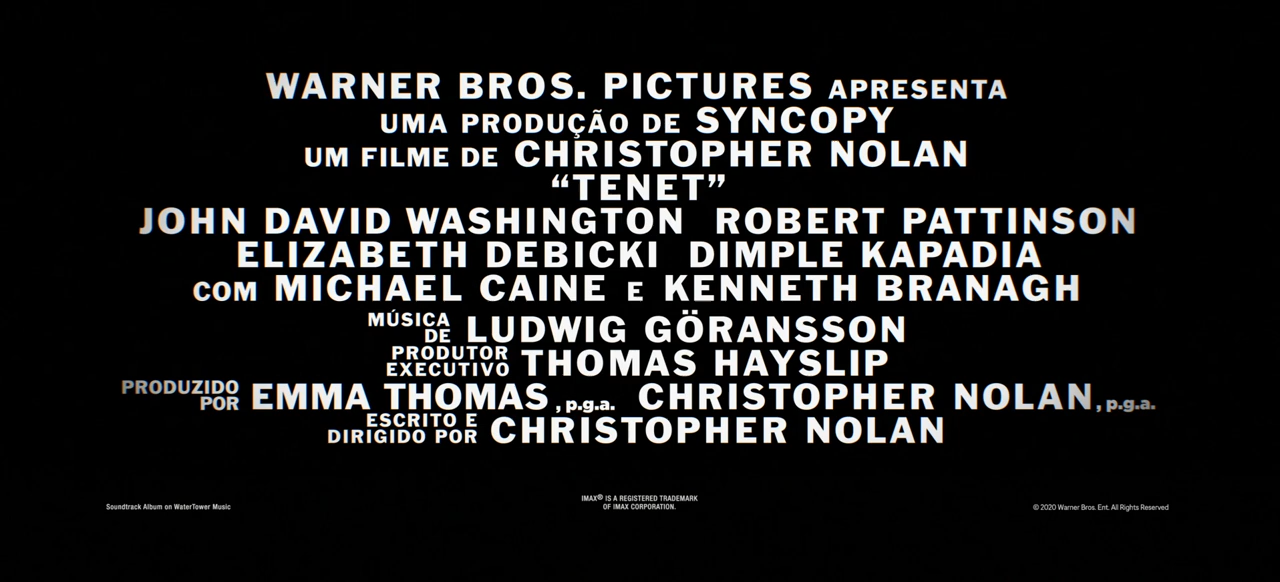 WARNER BROS. PICTURES APRESENTA
UMA PRODUÇÃO DE SYNCOPY
UM FILME DE CHRISTOPHER NOLAN
“TENET”
JOHN DAVID WASHINGTON ROBERT PATTINSON
ELIZABETH DEBICKI DIMPLE KAPADIA
COM MICHAEL CAINE E KENNETH BRANAGH
MÚSICA DE LUDWIG GÖRANSSON
PRODUTOR EXECUTIVO THOMAS HAYSLIP
PRODUZIDO POR EMMA THOMAS, p.g.a. CHRISTOPHER NOLAN, p.g.a.
ESCRITO E DIRIGIDO POR CHRISTOPHER NOLAN
Soundtrack Album on WaterTower Music
IMAX® IS A REGISTERED TRADEMARK
OF IMAX CORPORATION.
© 2020 Warner Bros. Ent. All Rights Reserved